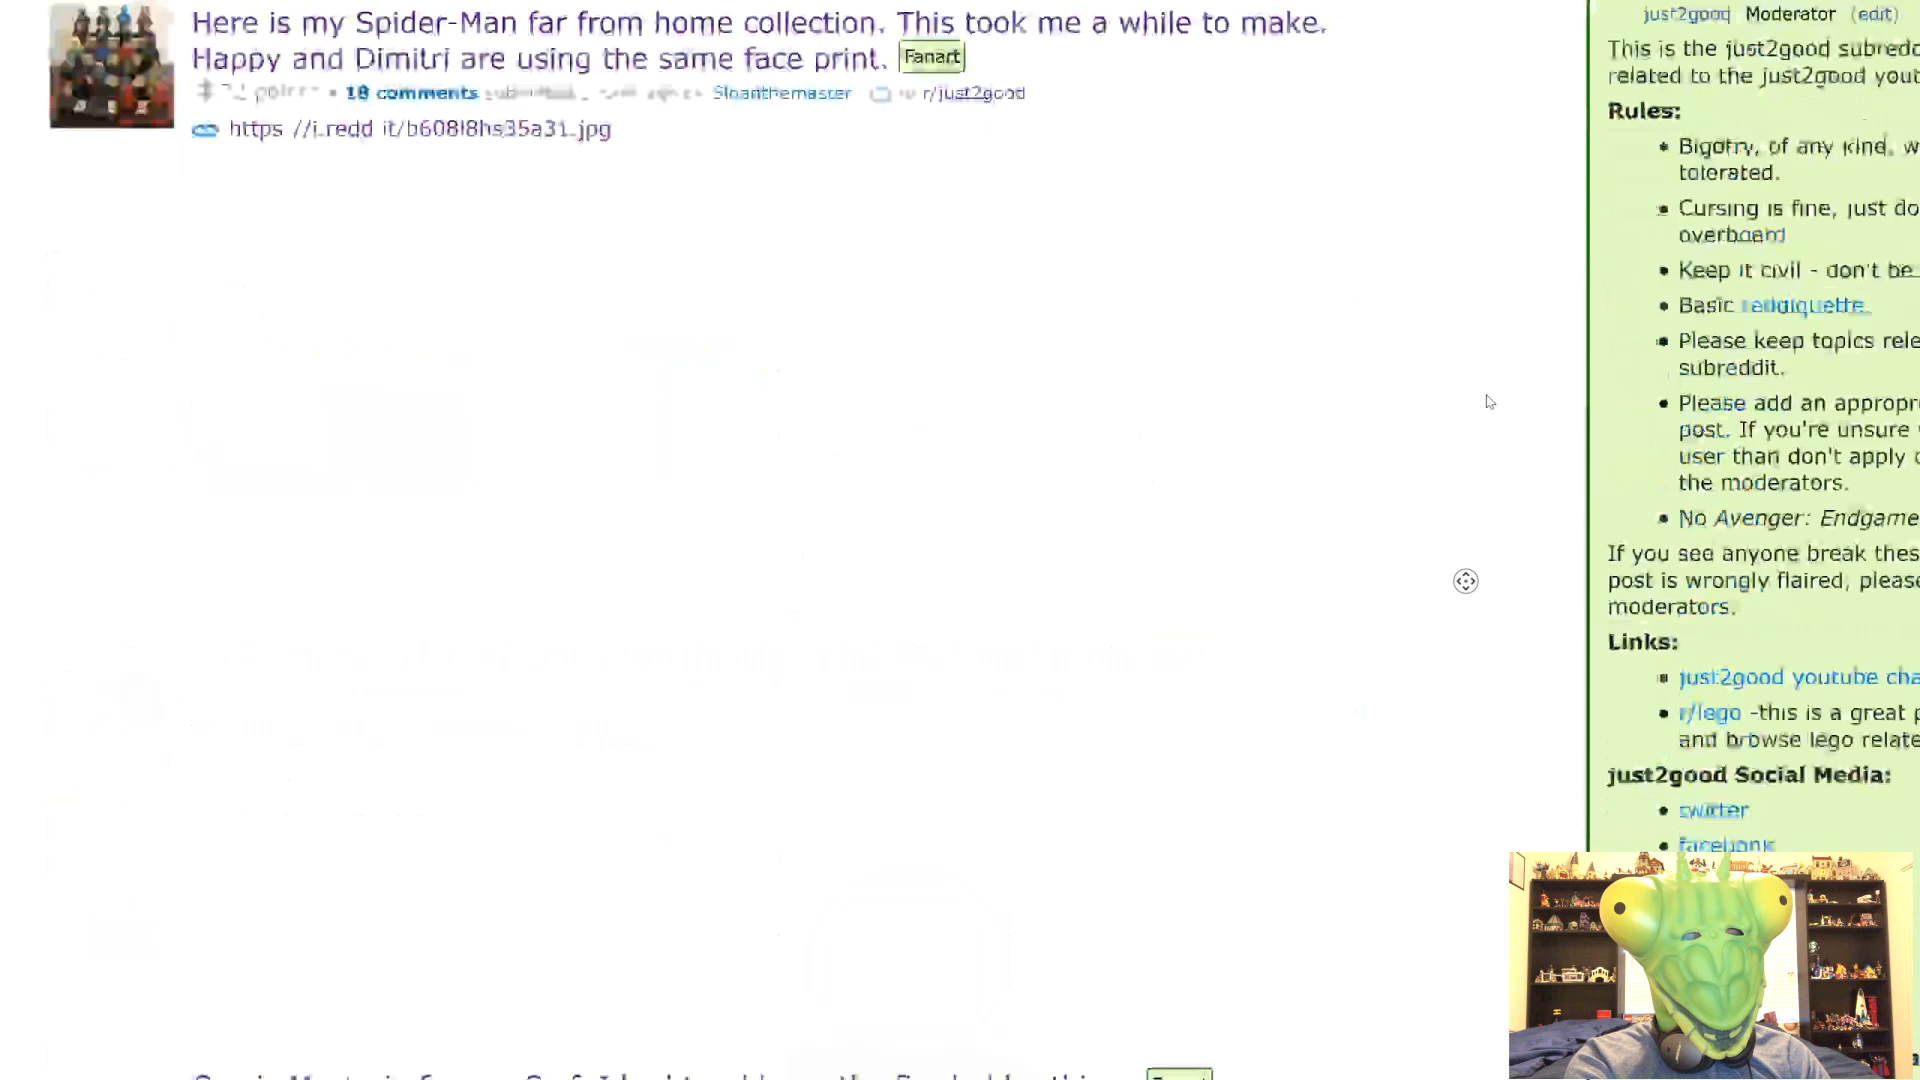 Here is my Spider-Man far from home collection. This took me a while to make.
Happy and Dimitri are using the same face print. Fanart
18 comments Sloanthemaster r/just2good
https //i.redd it/b608l8hs35a31.jpg
just2good Moderator (edit)
This is the just2good subreddit
related to the just2good yout
Rules:
Bigotry, of any kind, w
tolerated.
Cursing is fine, just do
overboard
Keep it civil - don't be
Basic reddiquette
Please keep topics rele
subreddit.
Please add an appropr
post. If you're unsure
user than don't apply
the moderators.
No Avenger: Endgame
If you see anyone break thes
post is wrongly flaired, please
moderators.
Links:
just2good youtube cha
r/lego -this is a great p
and browse lego relate
just2good Social Media:
twitter
facebook